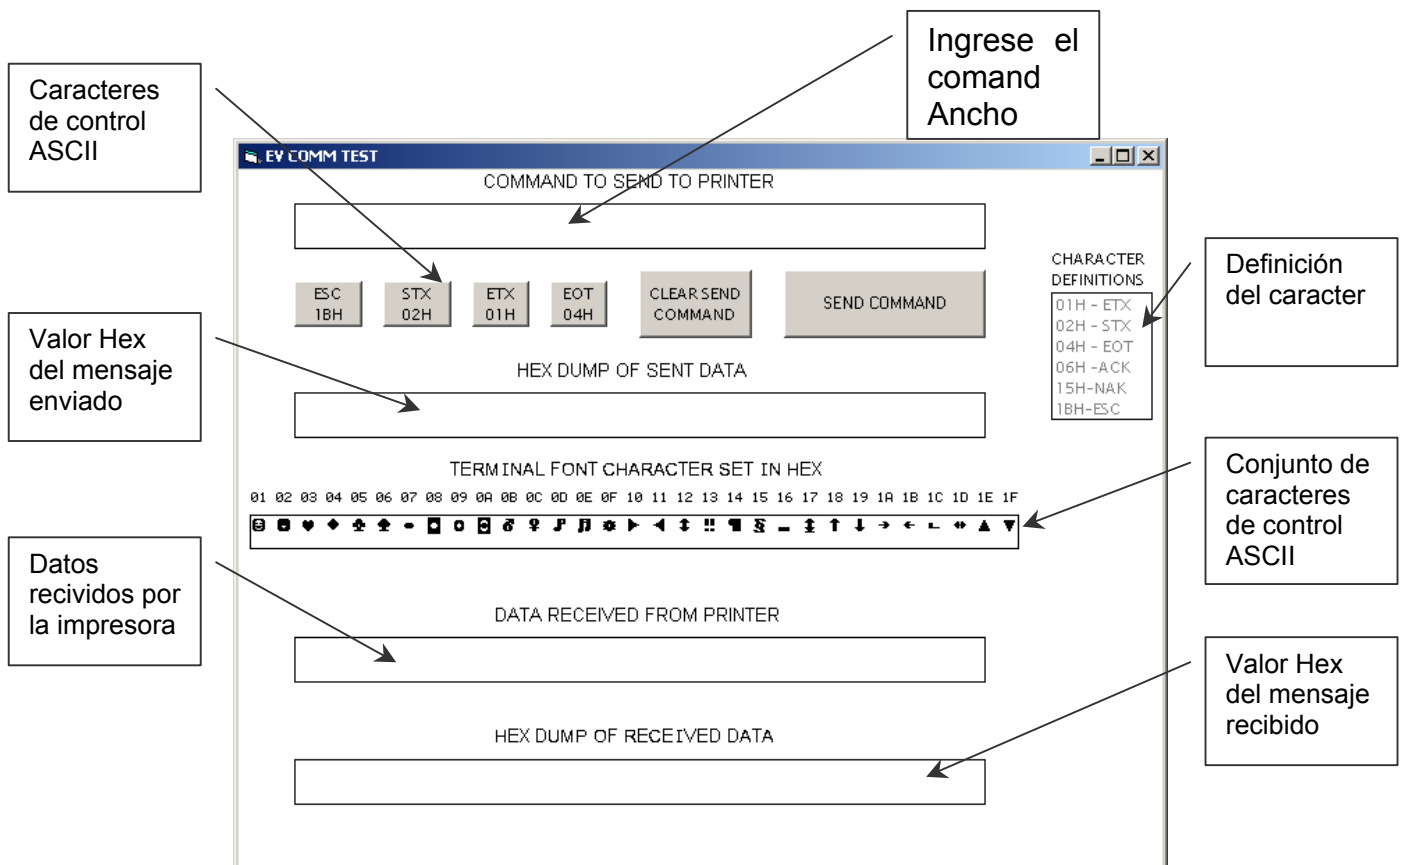 Ingrese el
comand
Ancho
Caracteres
de control
ASCII
EV COMM TEST
COMMAND TO SEND TO PRINTER
ESC
1BH
STX
02H
ETX
01H
EOT
04H
CLEAR SEND
COMMAND
SEND COMMAND
CHARACTER
DEFINITIONS
01H - ETX
02H - STX
04H - EOT
06H -ACK
15H-NAK
1BH-ESC
Definición
del caracter
Valor Hex
del mensaje
enviado
HEX DUMP OF SENT DATA
TERMINAL FONT CHARACTER SET IN HEX
01 02 03 04 05 06 07 08 09 0A 0B 0C 0D 0E 0F 10 11 12 13 14 15 16 17 18 19 1A 1B 1C 1D 1E 1F
☺ ☻ ♥ ♦ ♣ ♠ • ◘ ○ ◙ ♂ ♀ ♪ ♫ ☼ ► ◄ ↕ ‼ ¶ § ▬ ↨ ↑ ↓ → ← ∟ ↔ ▲ ▼
Conjunto de
caracteres
de control
ASCII
Datos
recividos por
la impresora
DATA RECEIVED FROM PRINTER
HEX DUMP OF RECEIVED DATA
Valor Hex
del mensaje
recibido